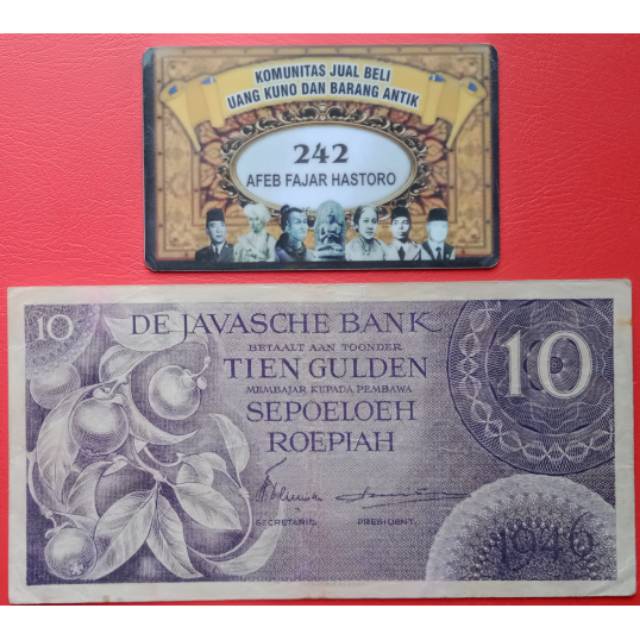 KOMUNITAS JUAL BELI
UANG KUNO DAN BARANG ANTIK
242
AFEB FAJAR HASTORO
10
DE JAVASCHE BANK
BETAALT AAN TOONDER
TIEN GULDEN
MEMBAJAR KEPADA PEMBAWA
SEPOELOEH
ROEPIAH
10
SECRETARIS.
PRESIDENT.
1946